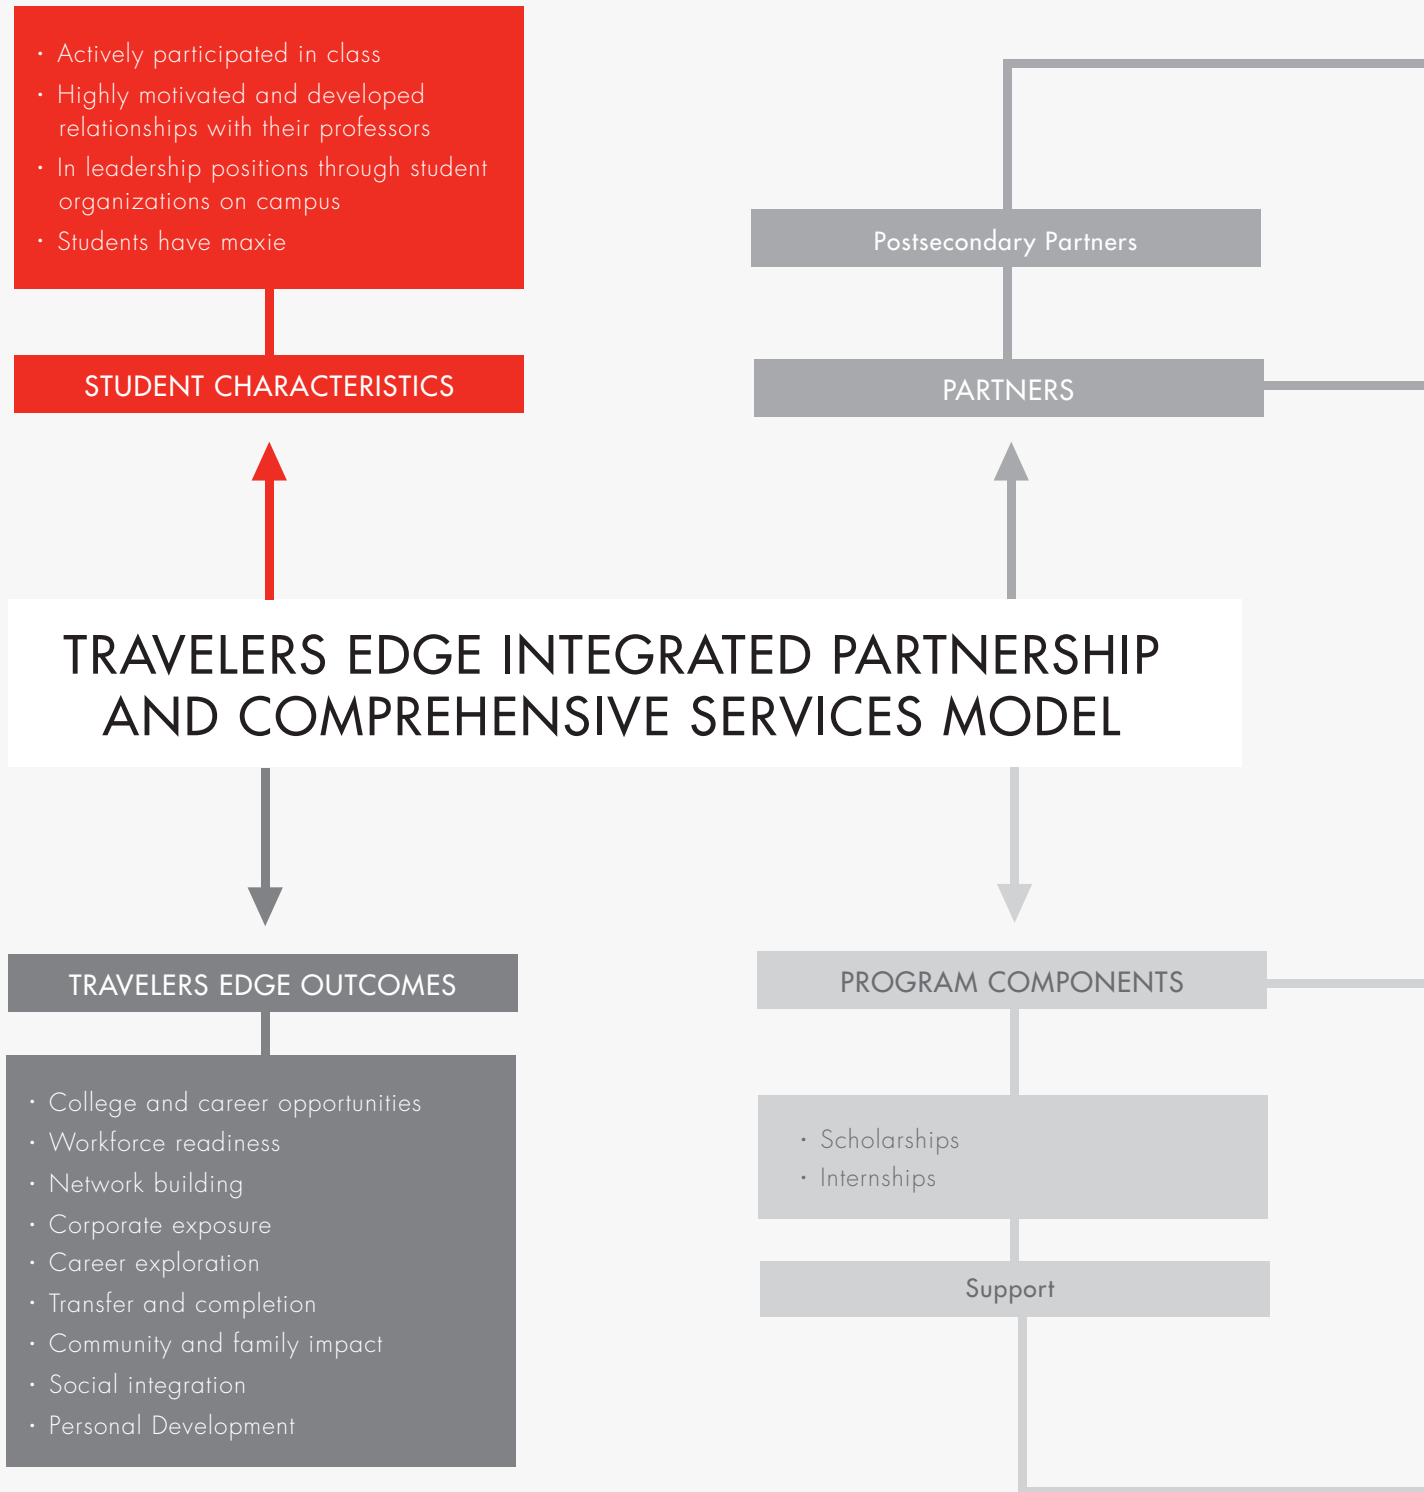 · Actively participated in class
· Highly motivated and developed
relationships with their professors
· In leadership positions through student
organizations on campus
· Students have maxie
STUDENT CHARACTERISTICS
Postsecondary Partners
PARTNERS
TRAVELERS EDGE INTEGRATED PARTNERSHIP
AND COMPREHENSIVE SERVICES MODEL
TRAVELERS EDGE OUTCOMES
· College and career opportunities
· Workforce readiness
· Network building
· Corporate exposure
· Career exploration
· Transfer and completion
· Community and family impact
· Social integration
· Personal Development
PROGRAM COMPONENTS
· Scholarships
· Internships
Support